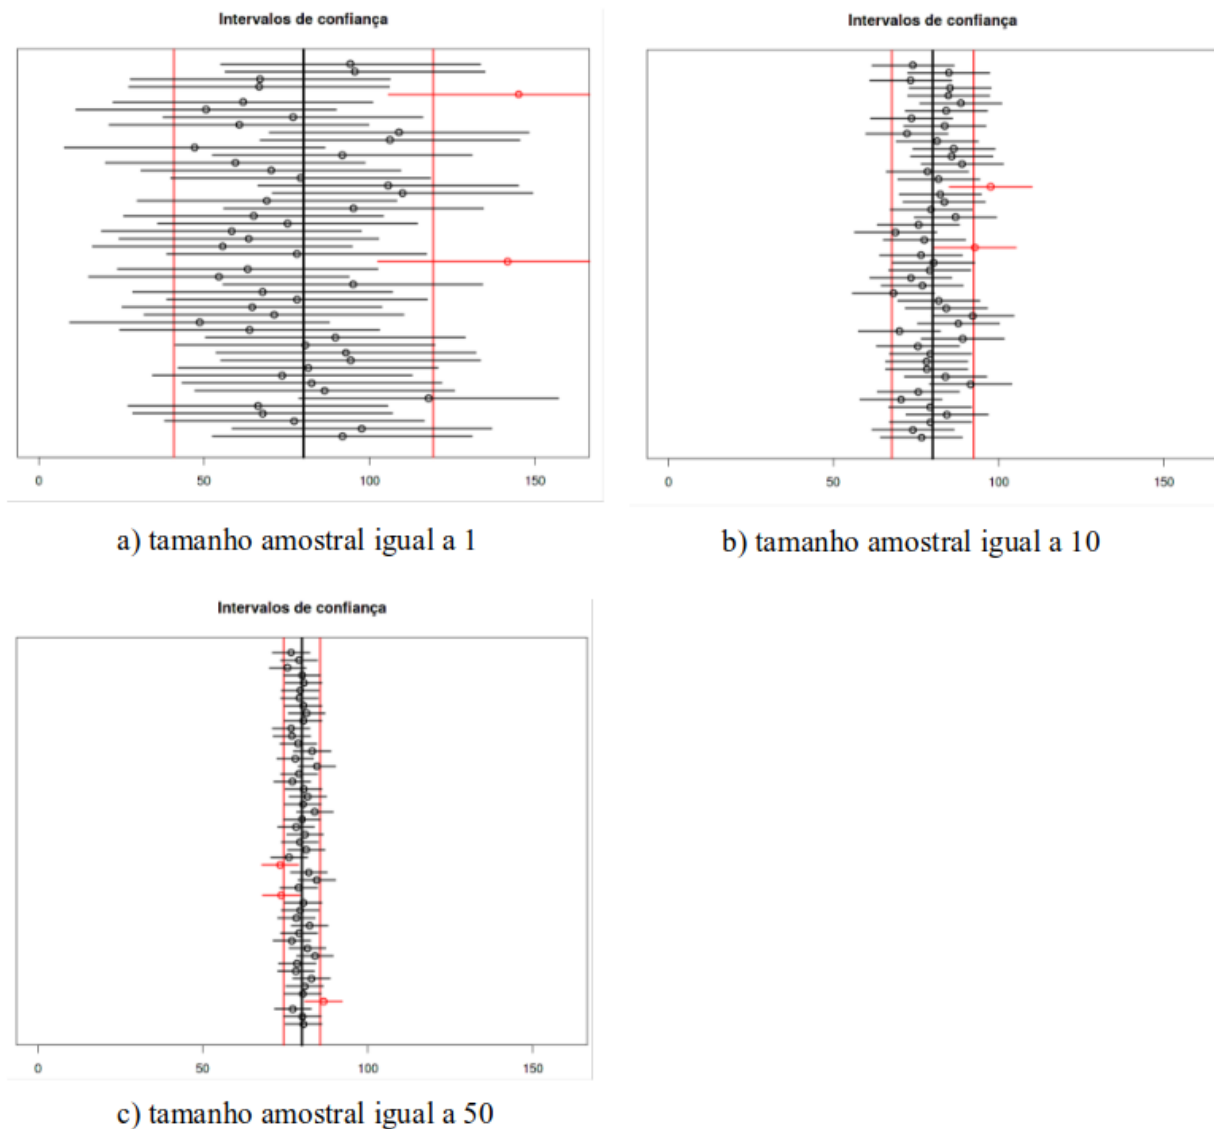 Intervalos de confiança
Intervalos de confiança
0 50 100 150
0 50 100 150
a) tamanho amostral igual a 1
b) tamanho amostral igual a 10
Intervalos de confiança
0 50 100 150
c) tamanho amostral igual a 50